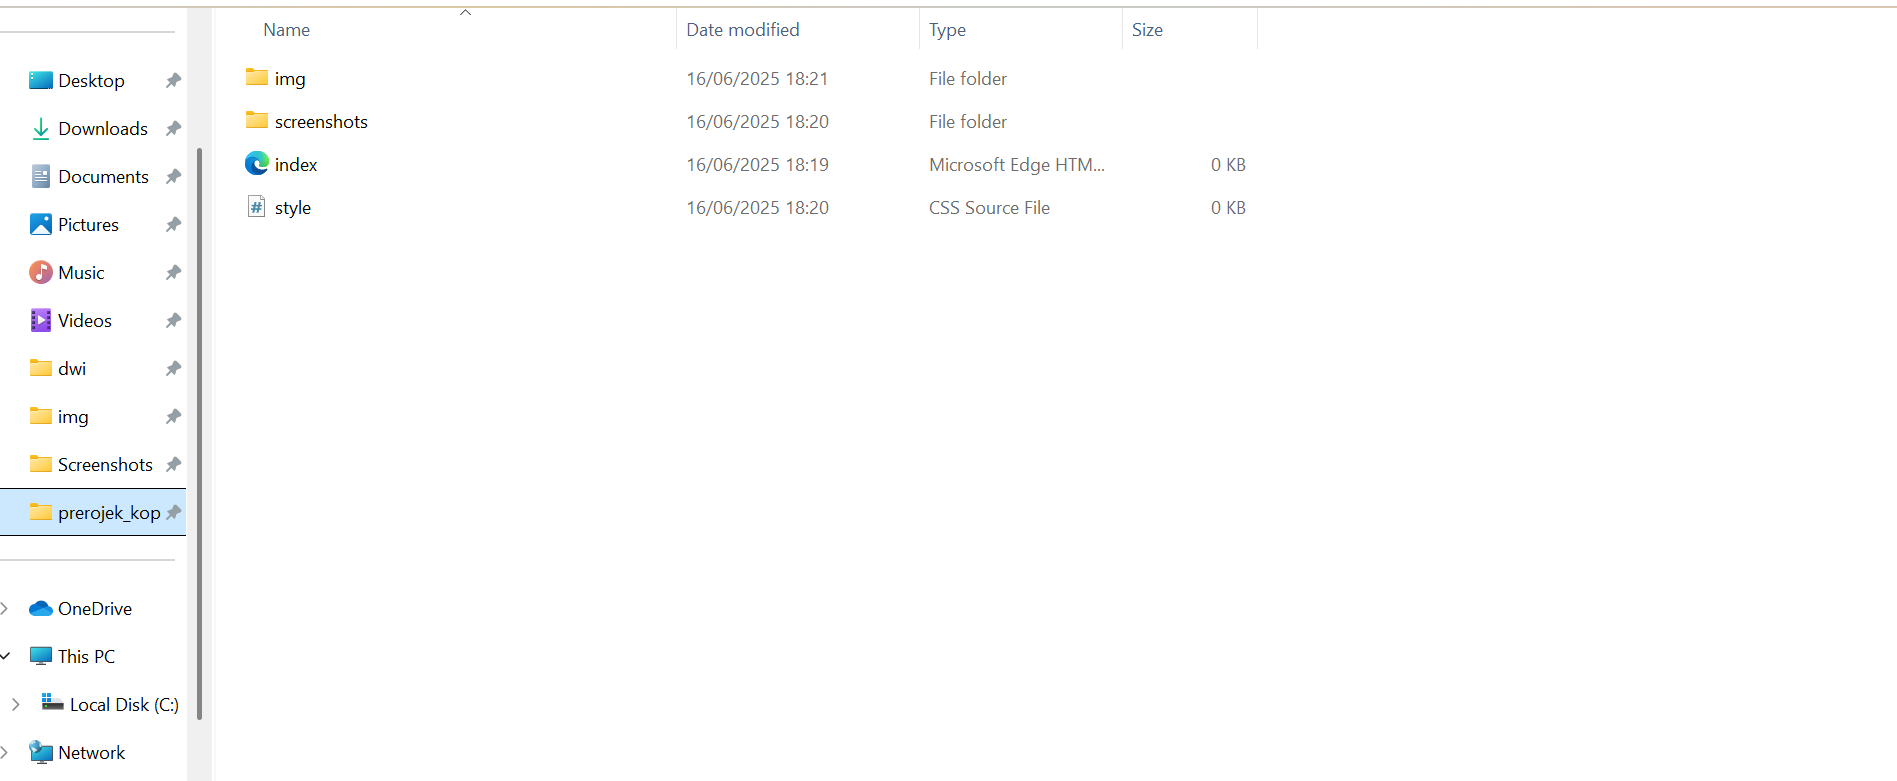 Name Date modified Type Size
img 16/06/2025 18:21 File folder
screenshots 16/06/2025 18:20 File folder
index 16/06/2025 18:19 Microsoft Edge HTM... 0 KB
style 16/06/2025 18:20 CSS Source File 0 KB
Desktop
Downloads
Documents
Pictures
Music
Videos
dwi
img
Screenshots
prerojek_kop
OneDrive
This PC
Local Disk (C:)
Network